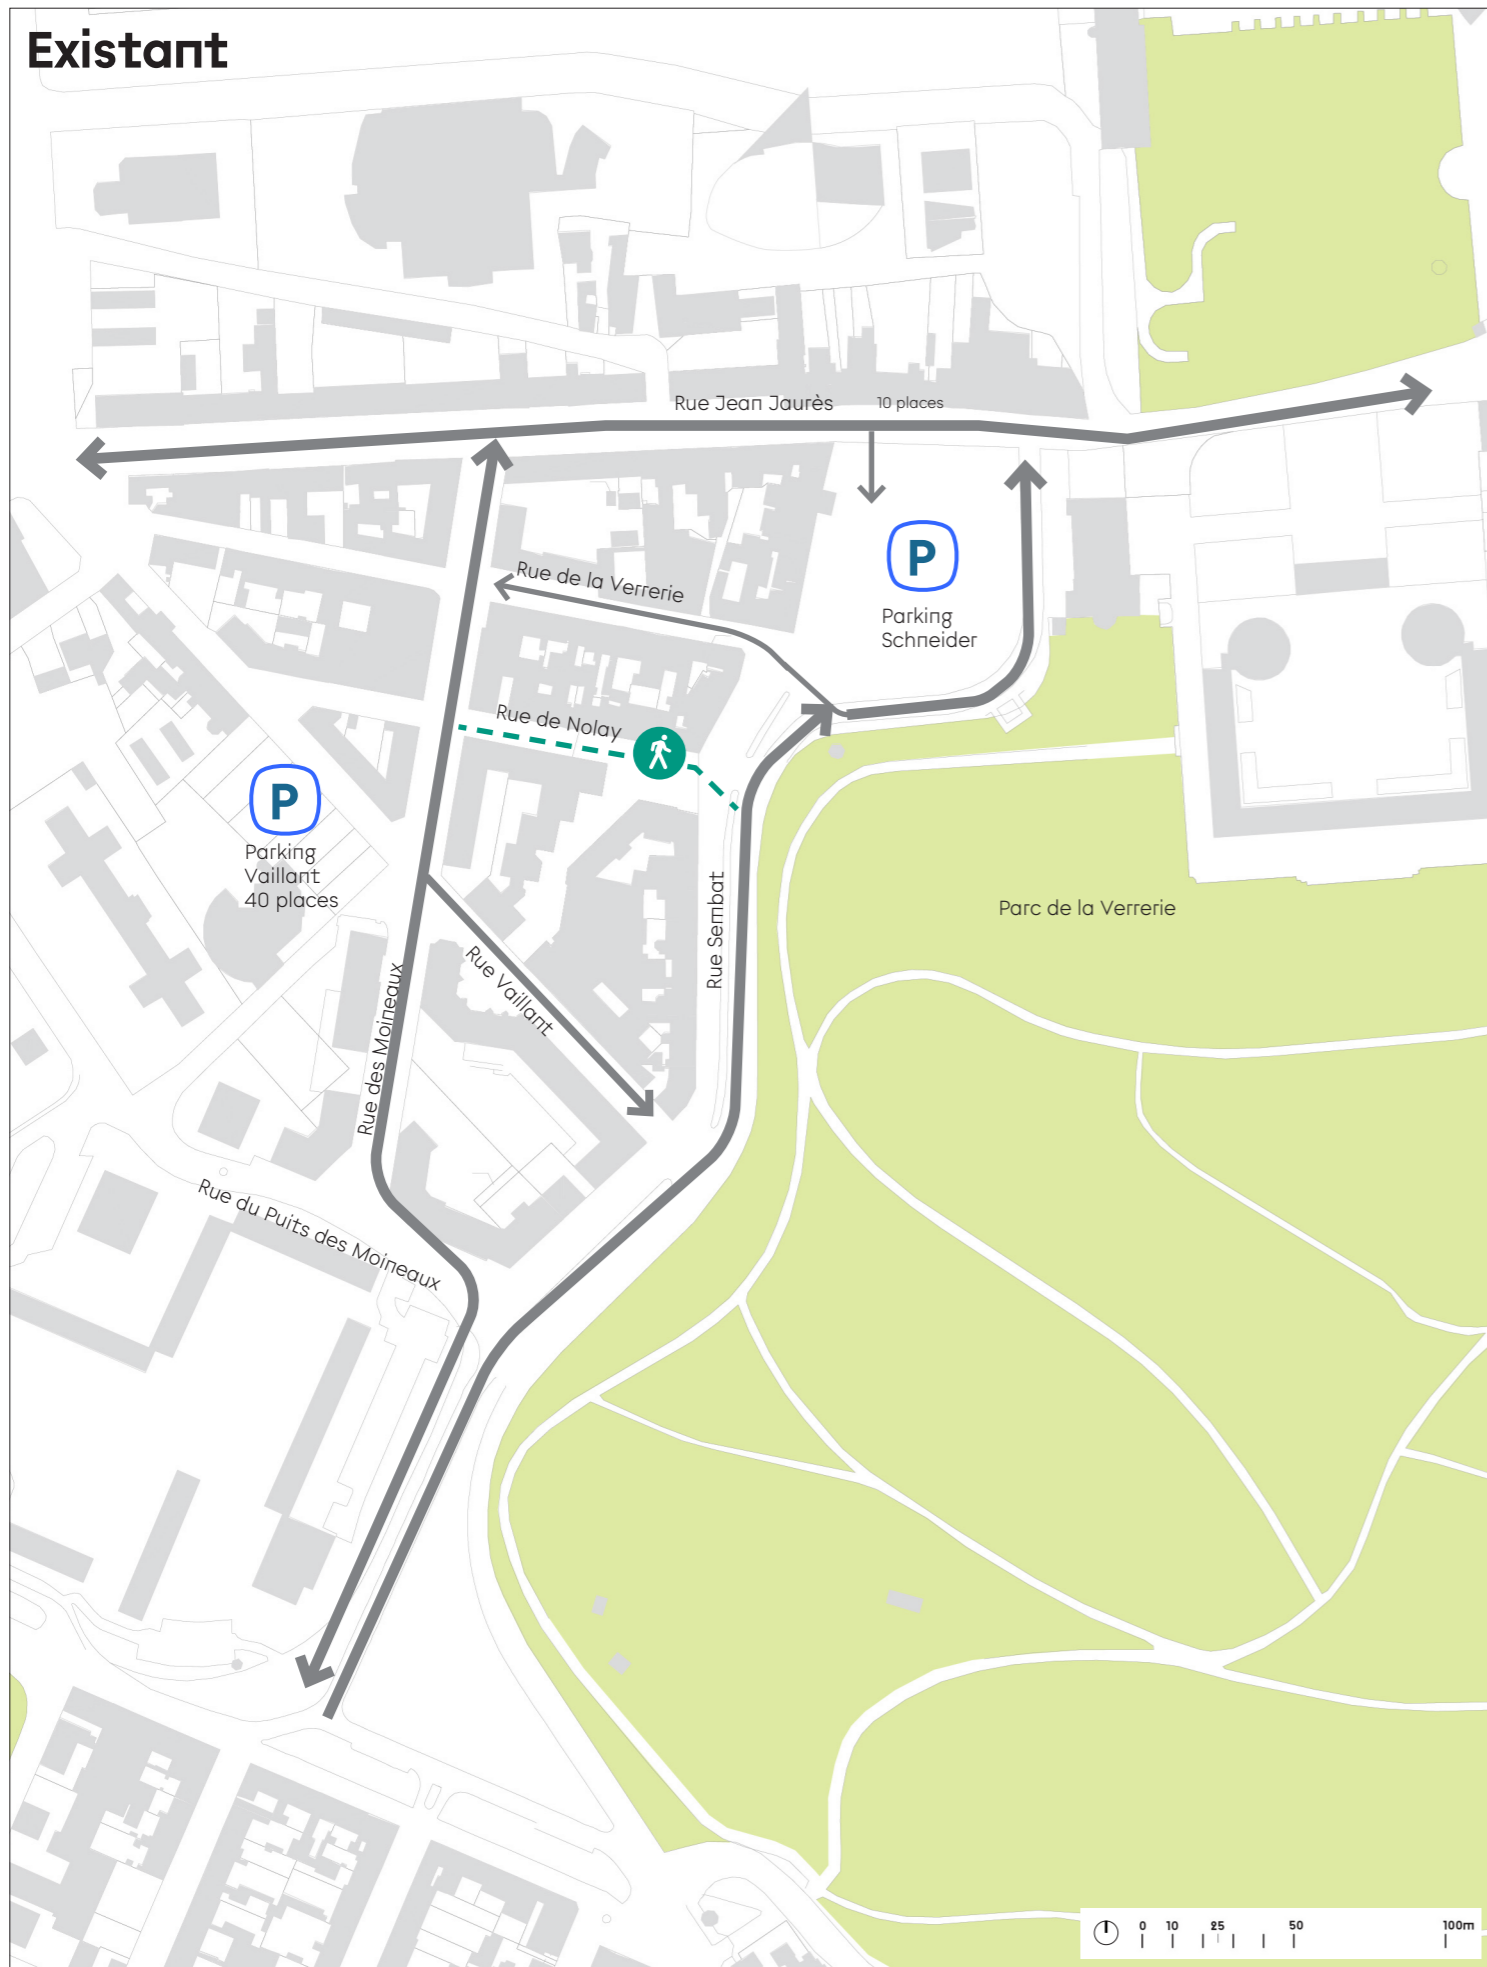 Existant
Rue Jean Jaurès
10 places
P
Parking
Schneider
Rue de la Verrerie
Rue de Nolay
P
Parking
Vaillant
40 places
Rue Sembat
Parc de la Verrerie
Rue Vaillant
Rue des Moineaux
Rue du Puits des Moineaux
0 10 25 50 100m